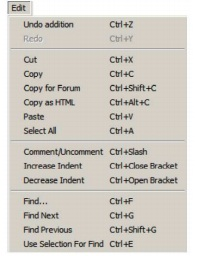 Edit
Undo addition Ctrl+Z
Redo Ctrl+Y
Cut Ctrl+X
Copy Ctrl+C
Copy for Forum Ctrl+Shift+C
Copy as HTML Ctrl+Alt+C
Paste Ctrl+V
Select All Ctrl+A
Comment/Uncomment Ctrl+Slash
Increase Indent Ctrl+Close Bracket
Decrease Indent Ctrl+Open Bracket
Find... Ctrl+F
Find Next Ctrl+G
Find Previous Ctrl+Shift+G
Use Selection For Find Ctrl+E